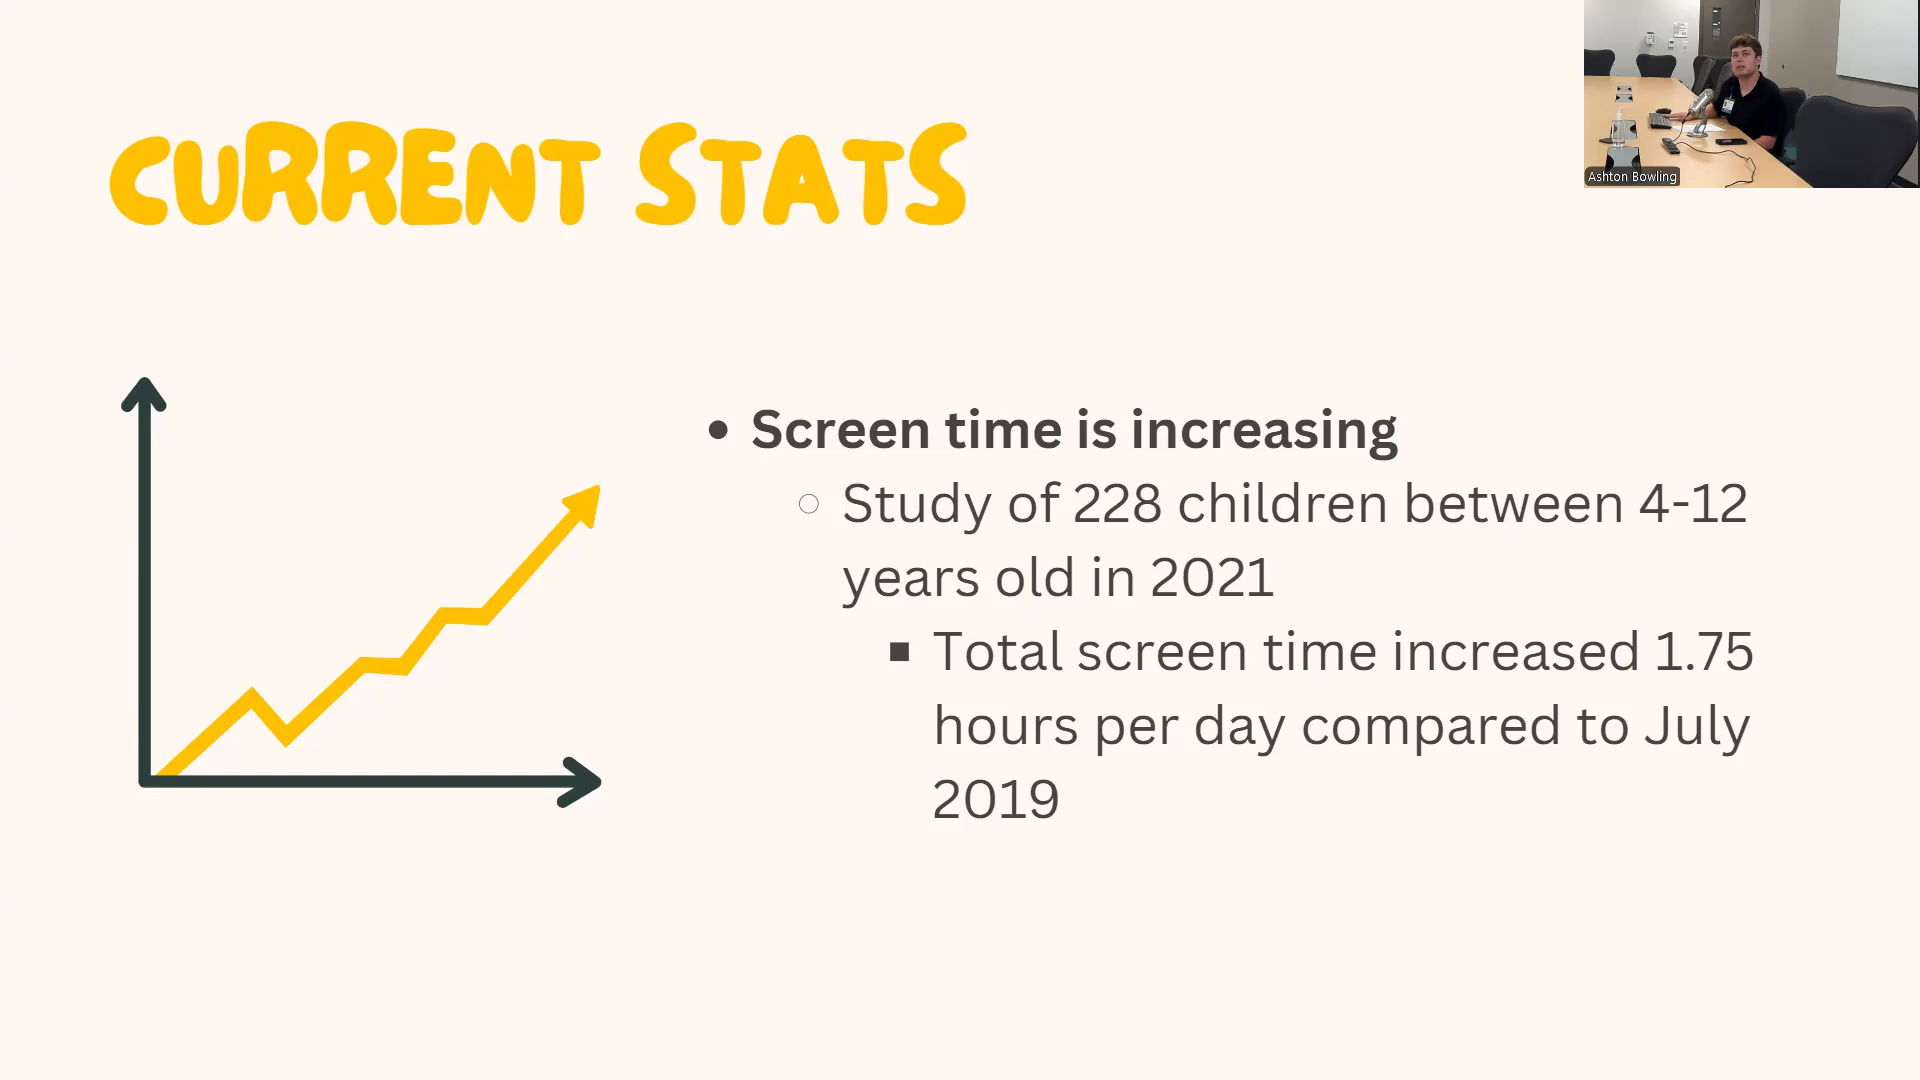 CURRENT STATS
Ashton Bowling
• Screen time is increasing
○ Study of 228 children between 4-12
years old in 2021
▪ Total screen time increased 1.75
hours per day compared to July
2019